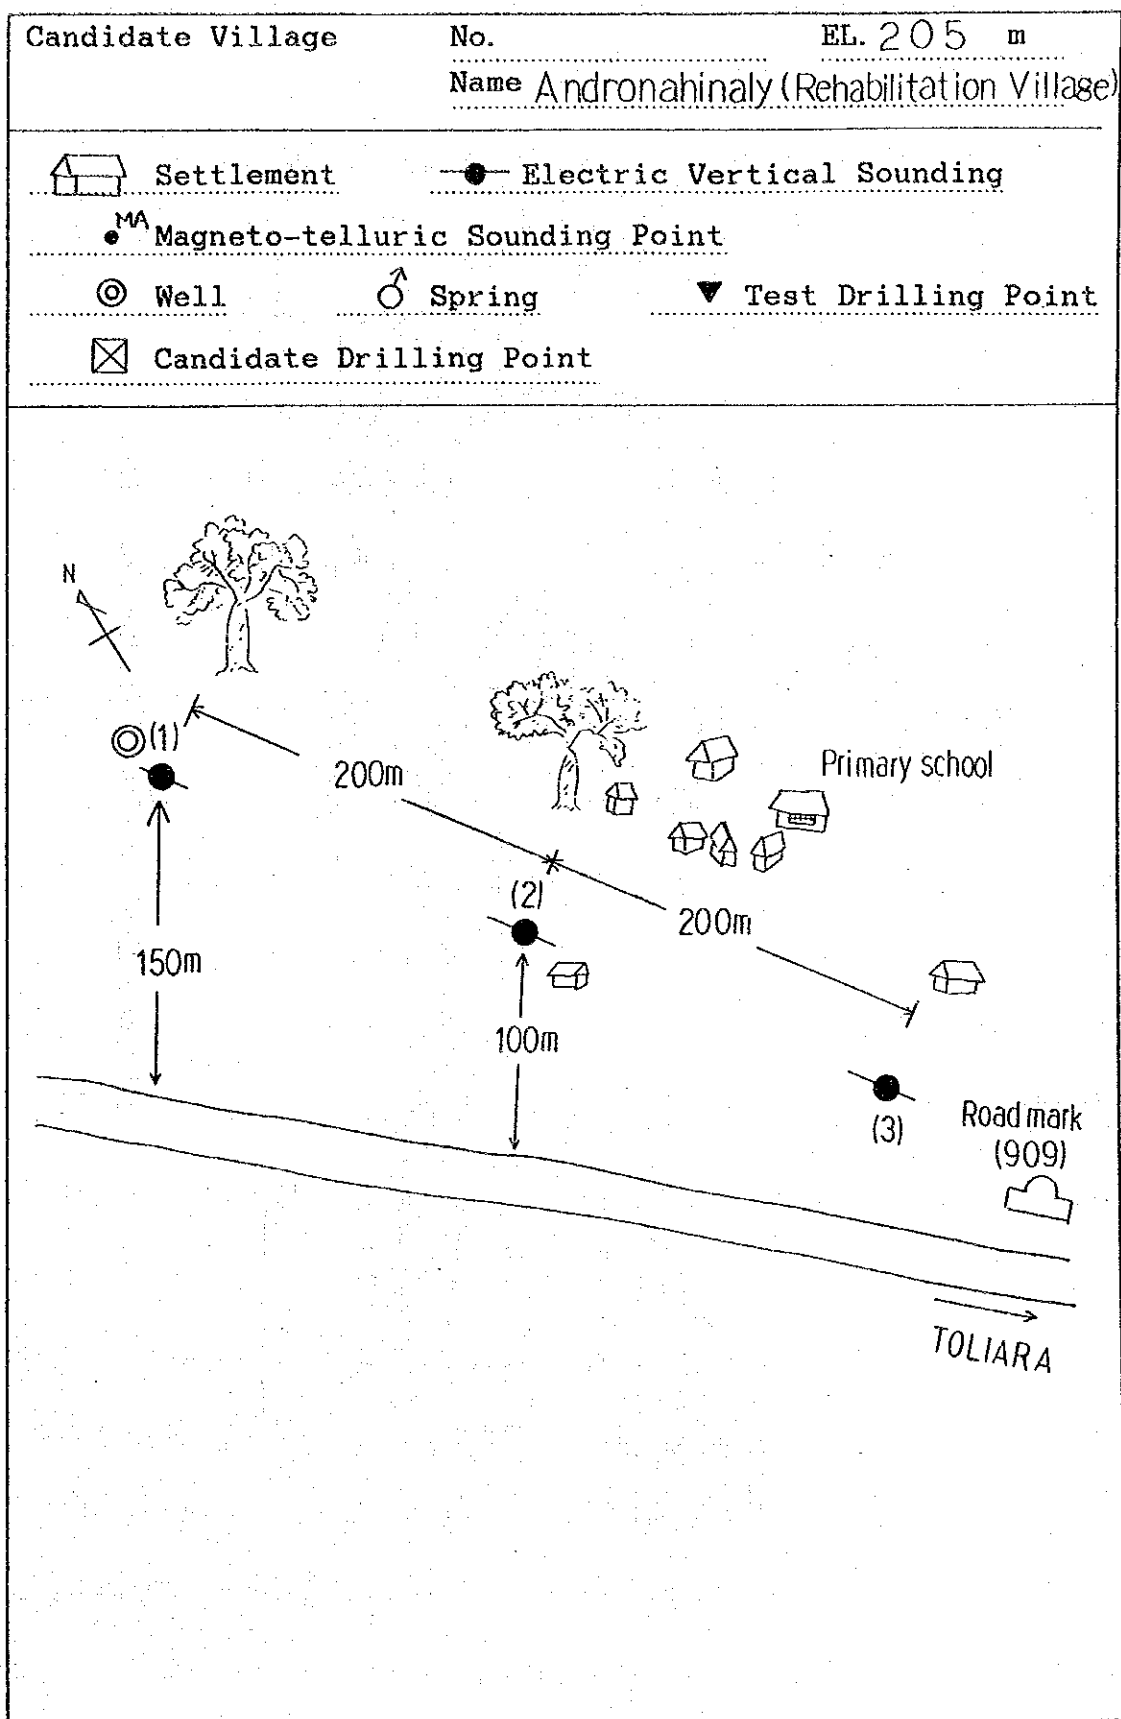 Candidate Village No. EL. 205 m
Name Andronahinaly (Rehabilitation Village)
Settlement Electric Vertical Sounding
MA Magneto-telluric Sounding Point
Well Spring Test Drilling Point
Candidate Drilling Point
N
(1)
200m
Primary school
(2)
200m
150m
100m
(3)
Road mark
(909)
TOLIARA